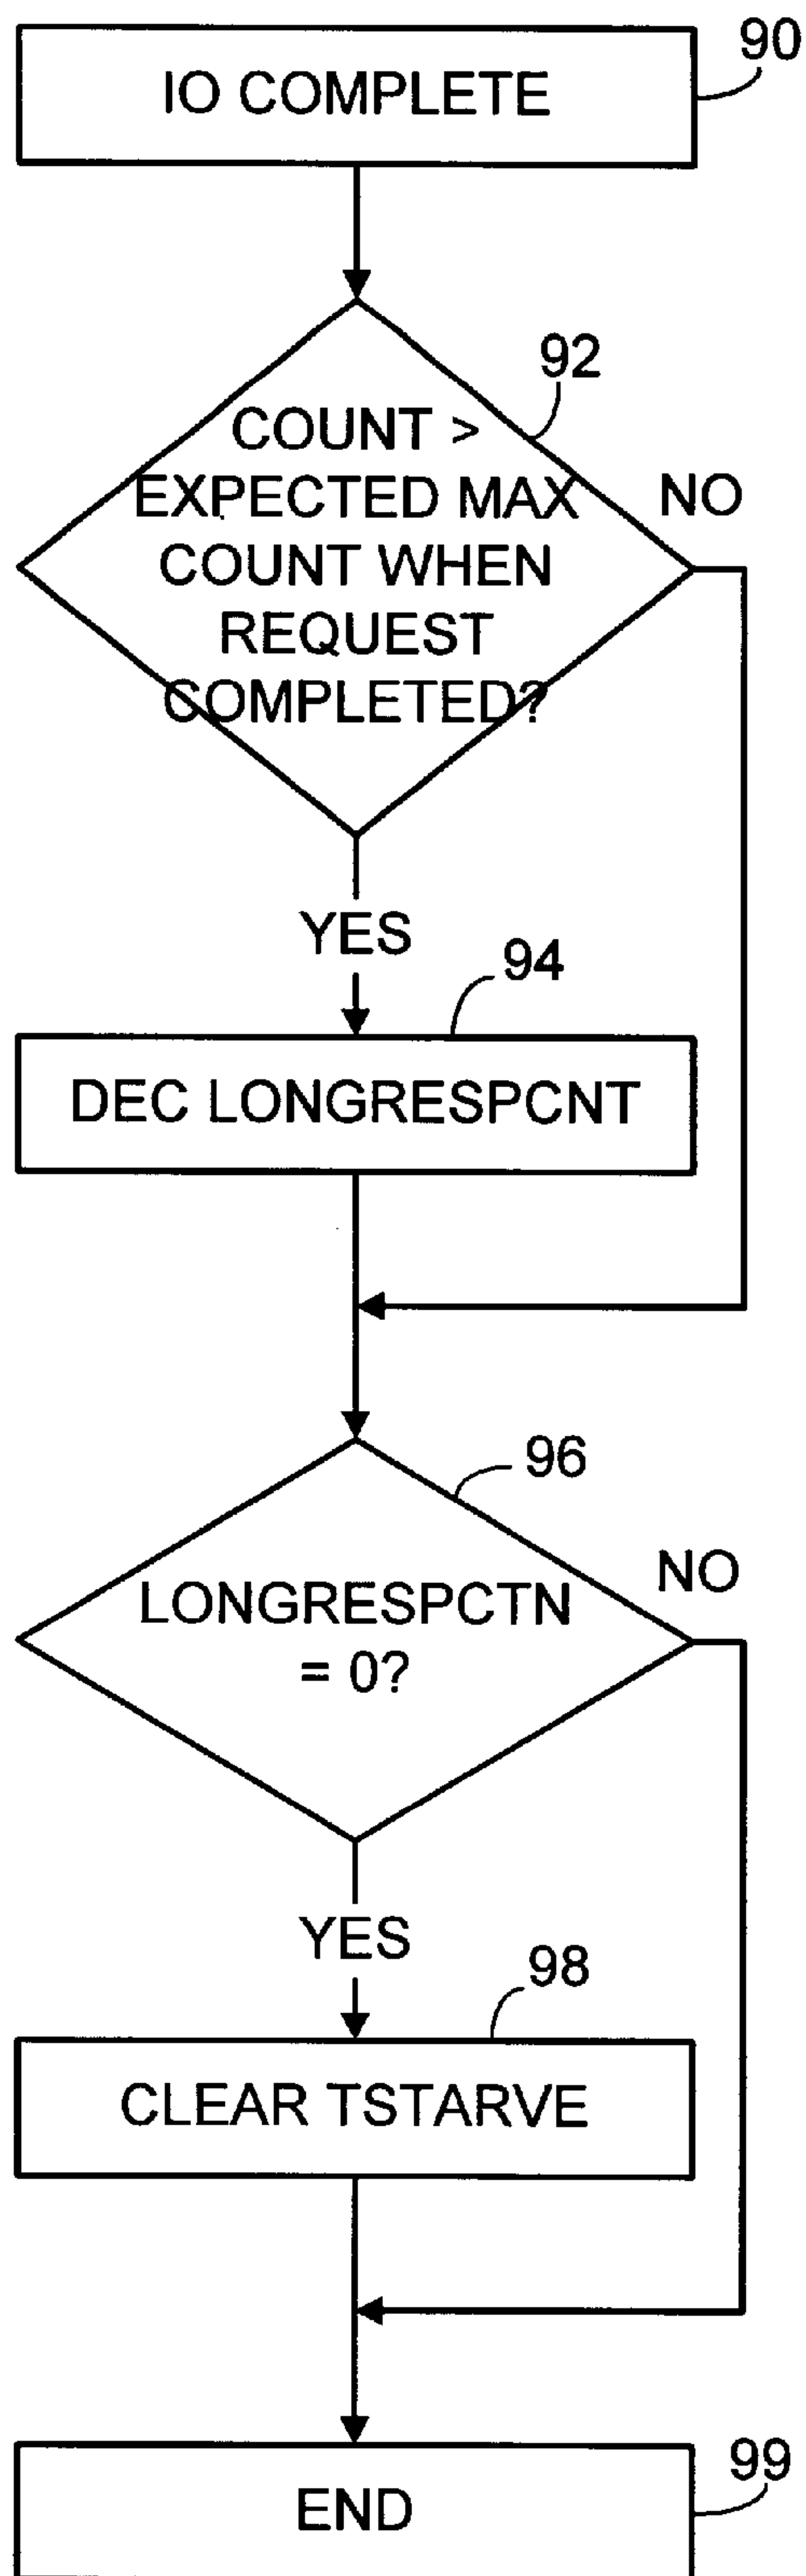 90
IO COMPLETE
92
COUNT >
EXPECTED MAX
COUNT WHEN
REQUEST
COMPLETED?
NO
YES
94
DEC LONGRESPCNT
96
LONGRESPCTN
= 0?
NO
YES
98
CLEAR TSTARVE
99
END